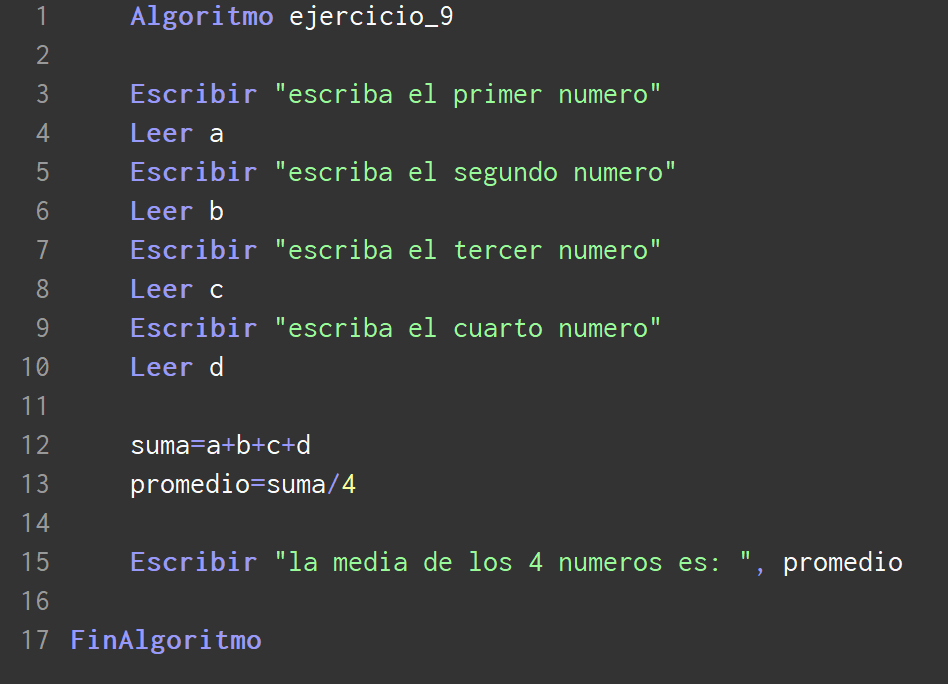 1 Algoritmo ejercicio_9
2
3 Escribir "escriba el primer numero"
4 Leer a
5 Escribir "escriba el segundo numero"
6 Leer b
7 Escribir "escriba el tercer numero"
8 Leer c
9 Escribir "escriba el cuarto numero"
10 Leer d
11
12 suma=a+b+c+d
13 promedio=suma/4
14
15 Escribir "la media de los 4 numeros es: ", promedio
16
17 FinAlgoritmo